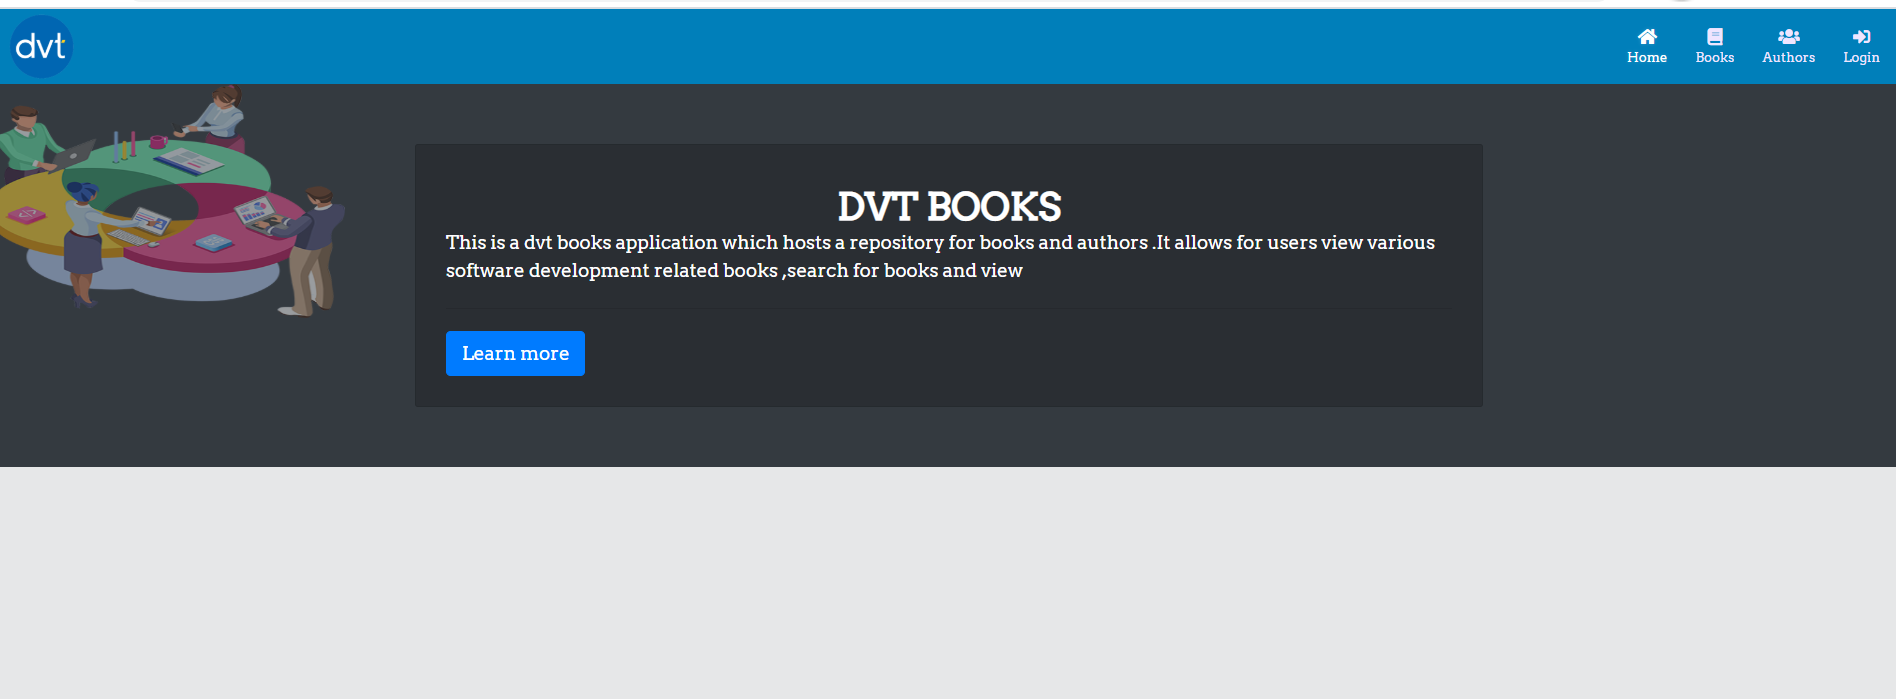 dvt
Home
Books
Authors
Login
DVT BOOKS
This is a dvt books application which hosts a repository for books and authors .It allows for users view various
software development related books ,search for books and view
Learn more